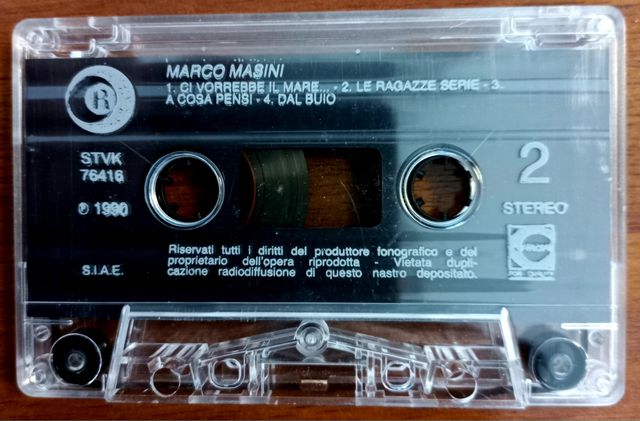 R
MARCO MASINI
1. CI VORREBBE IL MARE... - 2. LE RAGAZZE SERIE - 3.
A COSA PENSI - 4. DAL BUIO
STVK
76416
2
℗ 1990
STEREO
Riservati tutti i diritti del produttore fonografico e del
proprietario dell'opera riprodotta - Vietata dupli-
cazione radiodiffusione di questo nastro depositato.
S.I.A.E.
FOR QUALITY